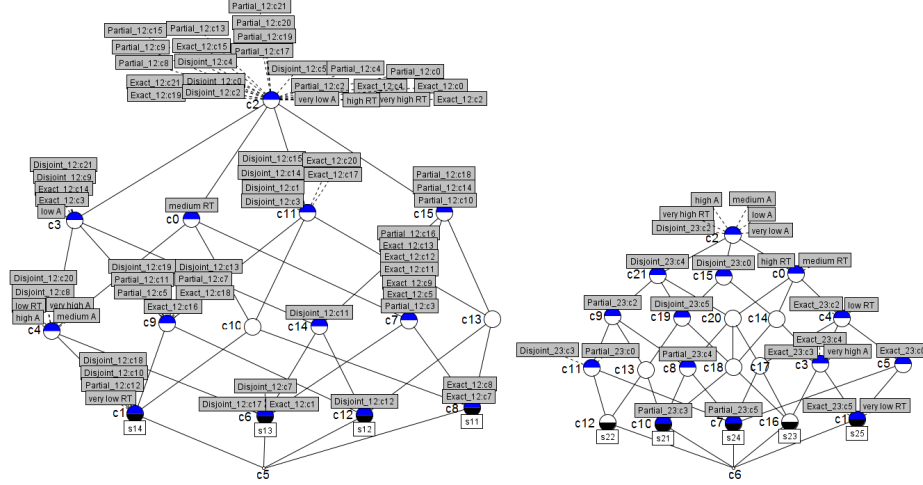 Partial_12:c21
Partial_12:c20
Partial_12:c15
Partial_12:c13
Partial_12:c19
Partial_12:c9
Exact_12:c15
Partial_12:c17
Partial_12:c8
Disjoint_12:c4
Disjoint_12:c5
Partial_12:c4
Partial_12:c0
Exact_12:c21
Disjoint_12:c0
Partial_12:c2
Exact_12:c4
Exact_12:c0
Exact_12:c19
Disjoint_12:c2
very low A
high RT
very high RT
Exact_12:c2
c2
Disjoint_12:c21
Disjoint_12:c9
Exact_12:c14
Exact_12:c3
low A
c3
medium RT
c0
Disjoint_12:c15
Exact_12:c20
Disjoint_12:c14
Exact_12:c17
Disjoint_12:c1
Disjoint_12:c3
c11
Partial_12:c18
Partial_12:c14
Partial_12:c10
c15
Disjoint_12:c20
Disjoint_12:c8
low RT
very high A
high A
medium A
c4
Disjoint_12:c19
Disjoint_12:c13
Partial_12:c11
Partial_12:c7
Partial_12:c5
Exact_12:c18
Exact_12:c16
c9
c10
Disjoint_12:c11
c14
Partial_12:c16
Exact_12:c13
Exact_12:c12
Exact_12:c11
Exact_12:c9
Exact_12:c5
Partial_12:c3
c7
c13
Disjoint_12:c18
Disjoint_12:c10
Partial_12:c12
very low RT
s14
Disjoint_12:c7
Disjoint_12:c17
Exact_12:c1
c6
s13
Disjoint_12:c12
c12
s12
Exact_12:c8
Exact_12:c7
c8
s11
c5
high A
medium A
very high RT
low A
Disjoint_23:c2
very low A
c2
Disjoint_23:c4
c21
Disjoint_23:c0
c15
high RT
medium RT
c0
Partial_23:c2
c9
Disjoint_23:c5
c19
c20
c14
Exact_23:c2
low RT
c4
Disjoint_23:c3
Partial_23:c0
c11
c13
Partial_23:c4
c8
c18
c17
Exact_23:c4
Exact_23:c3
very high A
c3
c5
c12
s22
Partial_23:c3
c10
s21
Partial_23:c5
c7
s24
c16
s23
Exact_23:c5
very low RT
s25
c6